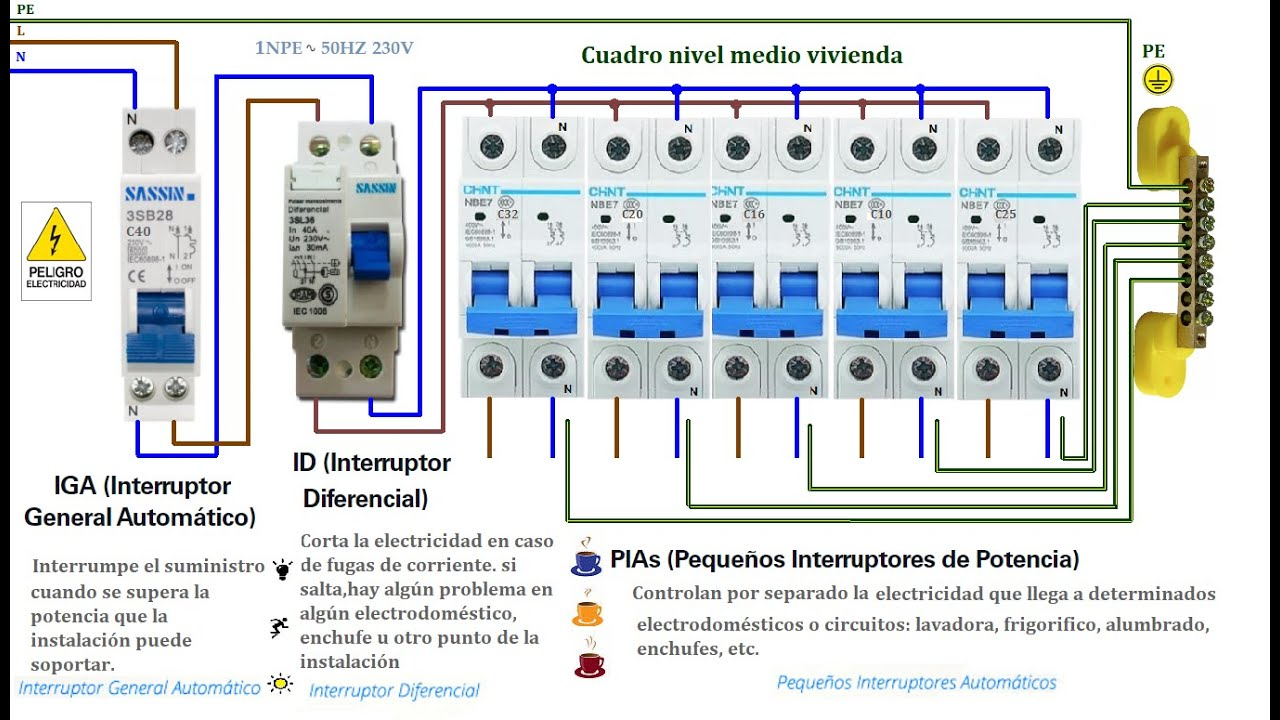 PE
L
N
1NPE ~ 50HZ 230V
Cuadro nivel medio vivienda
PE
N
SASSIN
3SB28
C40
CE
I ON
O OFF
N
PELIGRO
ELECTRICIDAD
SASSIN
Diferencial
3SL36
In 40A
Un 230V~
Ian 30mA
IEC 1008
N
CHNT
NBE7
C32
N
N
CHNT
NBE7
C20
N
N
CHNT
NBE7
C16
N
N
CHNT
NBE7
C10
N
N
CHNT
NBE7
C25
N
IGA (Interruptor
General Automático)
Interrumpe el suministro
cuando se supera la
potencia que la
instalación puede
soportar.
Interruptor General Automático
ID (Interruptor
Diferencial)
Corta la electricidad en caso
de fugas de corriente. si
salta,hay algún problema en
algún electrodoméstico,
enchufe u otro punto de la
instalación
Interruptor Diferencial
PIAs (Pequeños Interruptores de Potencia)
Controlan por separado la electricidad que llega a determinados
electrodomésticos o circuitos: lavadora, frigorifico, alumbrado,
enchufes, etc.
Pequeños Interruptores Automáticos